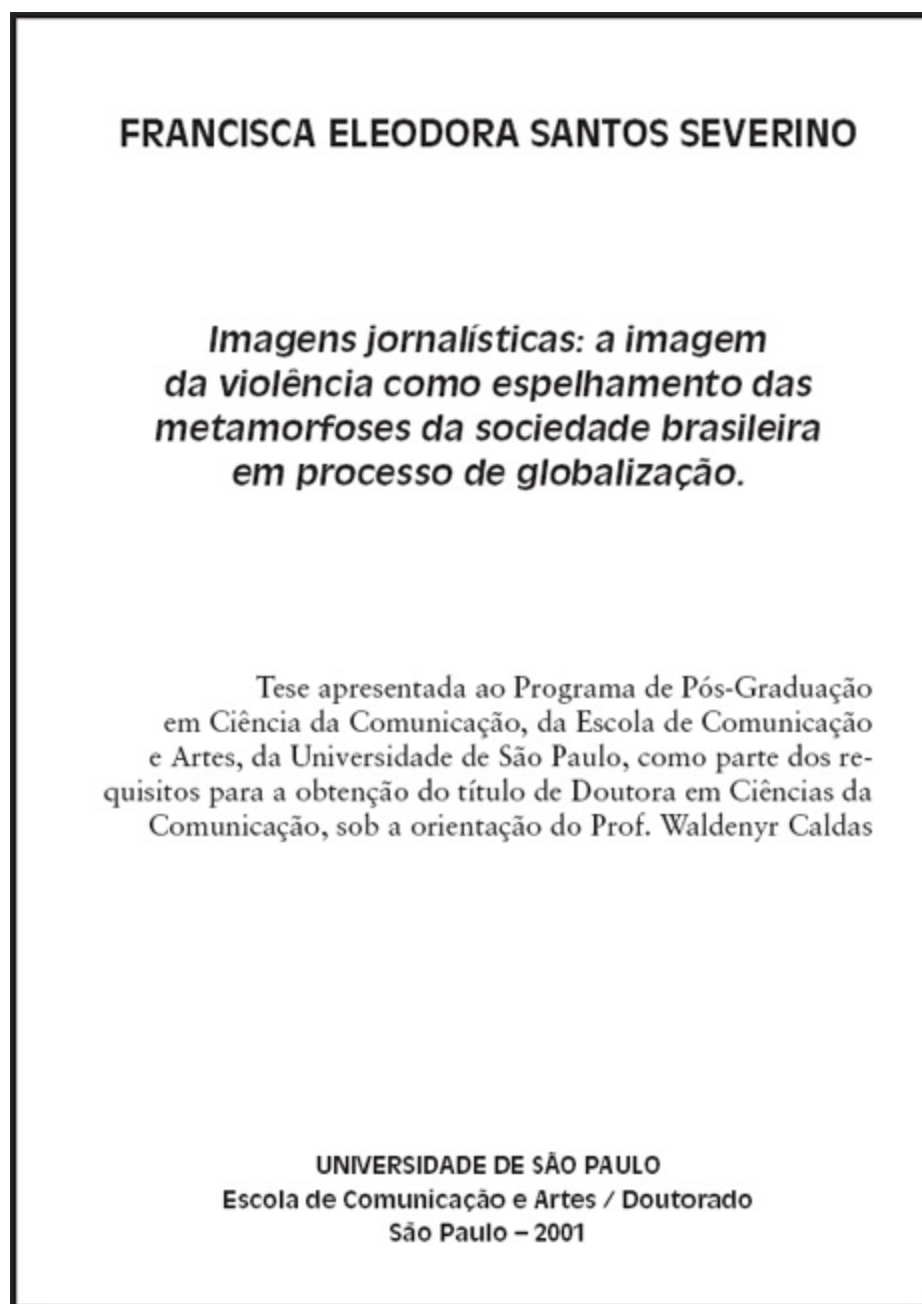 FRANCISCA ELEODORA SANTOS SEVERINO
Imagens jornalísticas: a imagem
da violência como espelhamento das
metamorfoses da sociedade brasileira
em processo de globalização.
Tese apresentada ao Programa de Pós-Graduação
em Ciência da Comunicação, da Escola de Comunicação
e Artes, da Universidade de São Paulo, como parte dos re-
quisitos para a obtenção do título de Doutora em Ciências da
Comunicação, sob a orientação do Prof. Waldenyr Caldas
UNIVERSIDADE DE SÃO PAULO
Escola de Comunicação e Artes / Doutorado
São Paulo – 2001